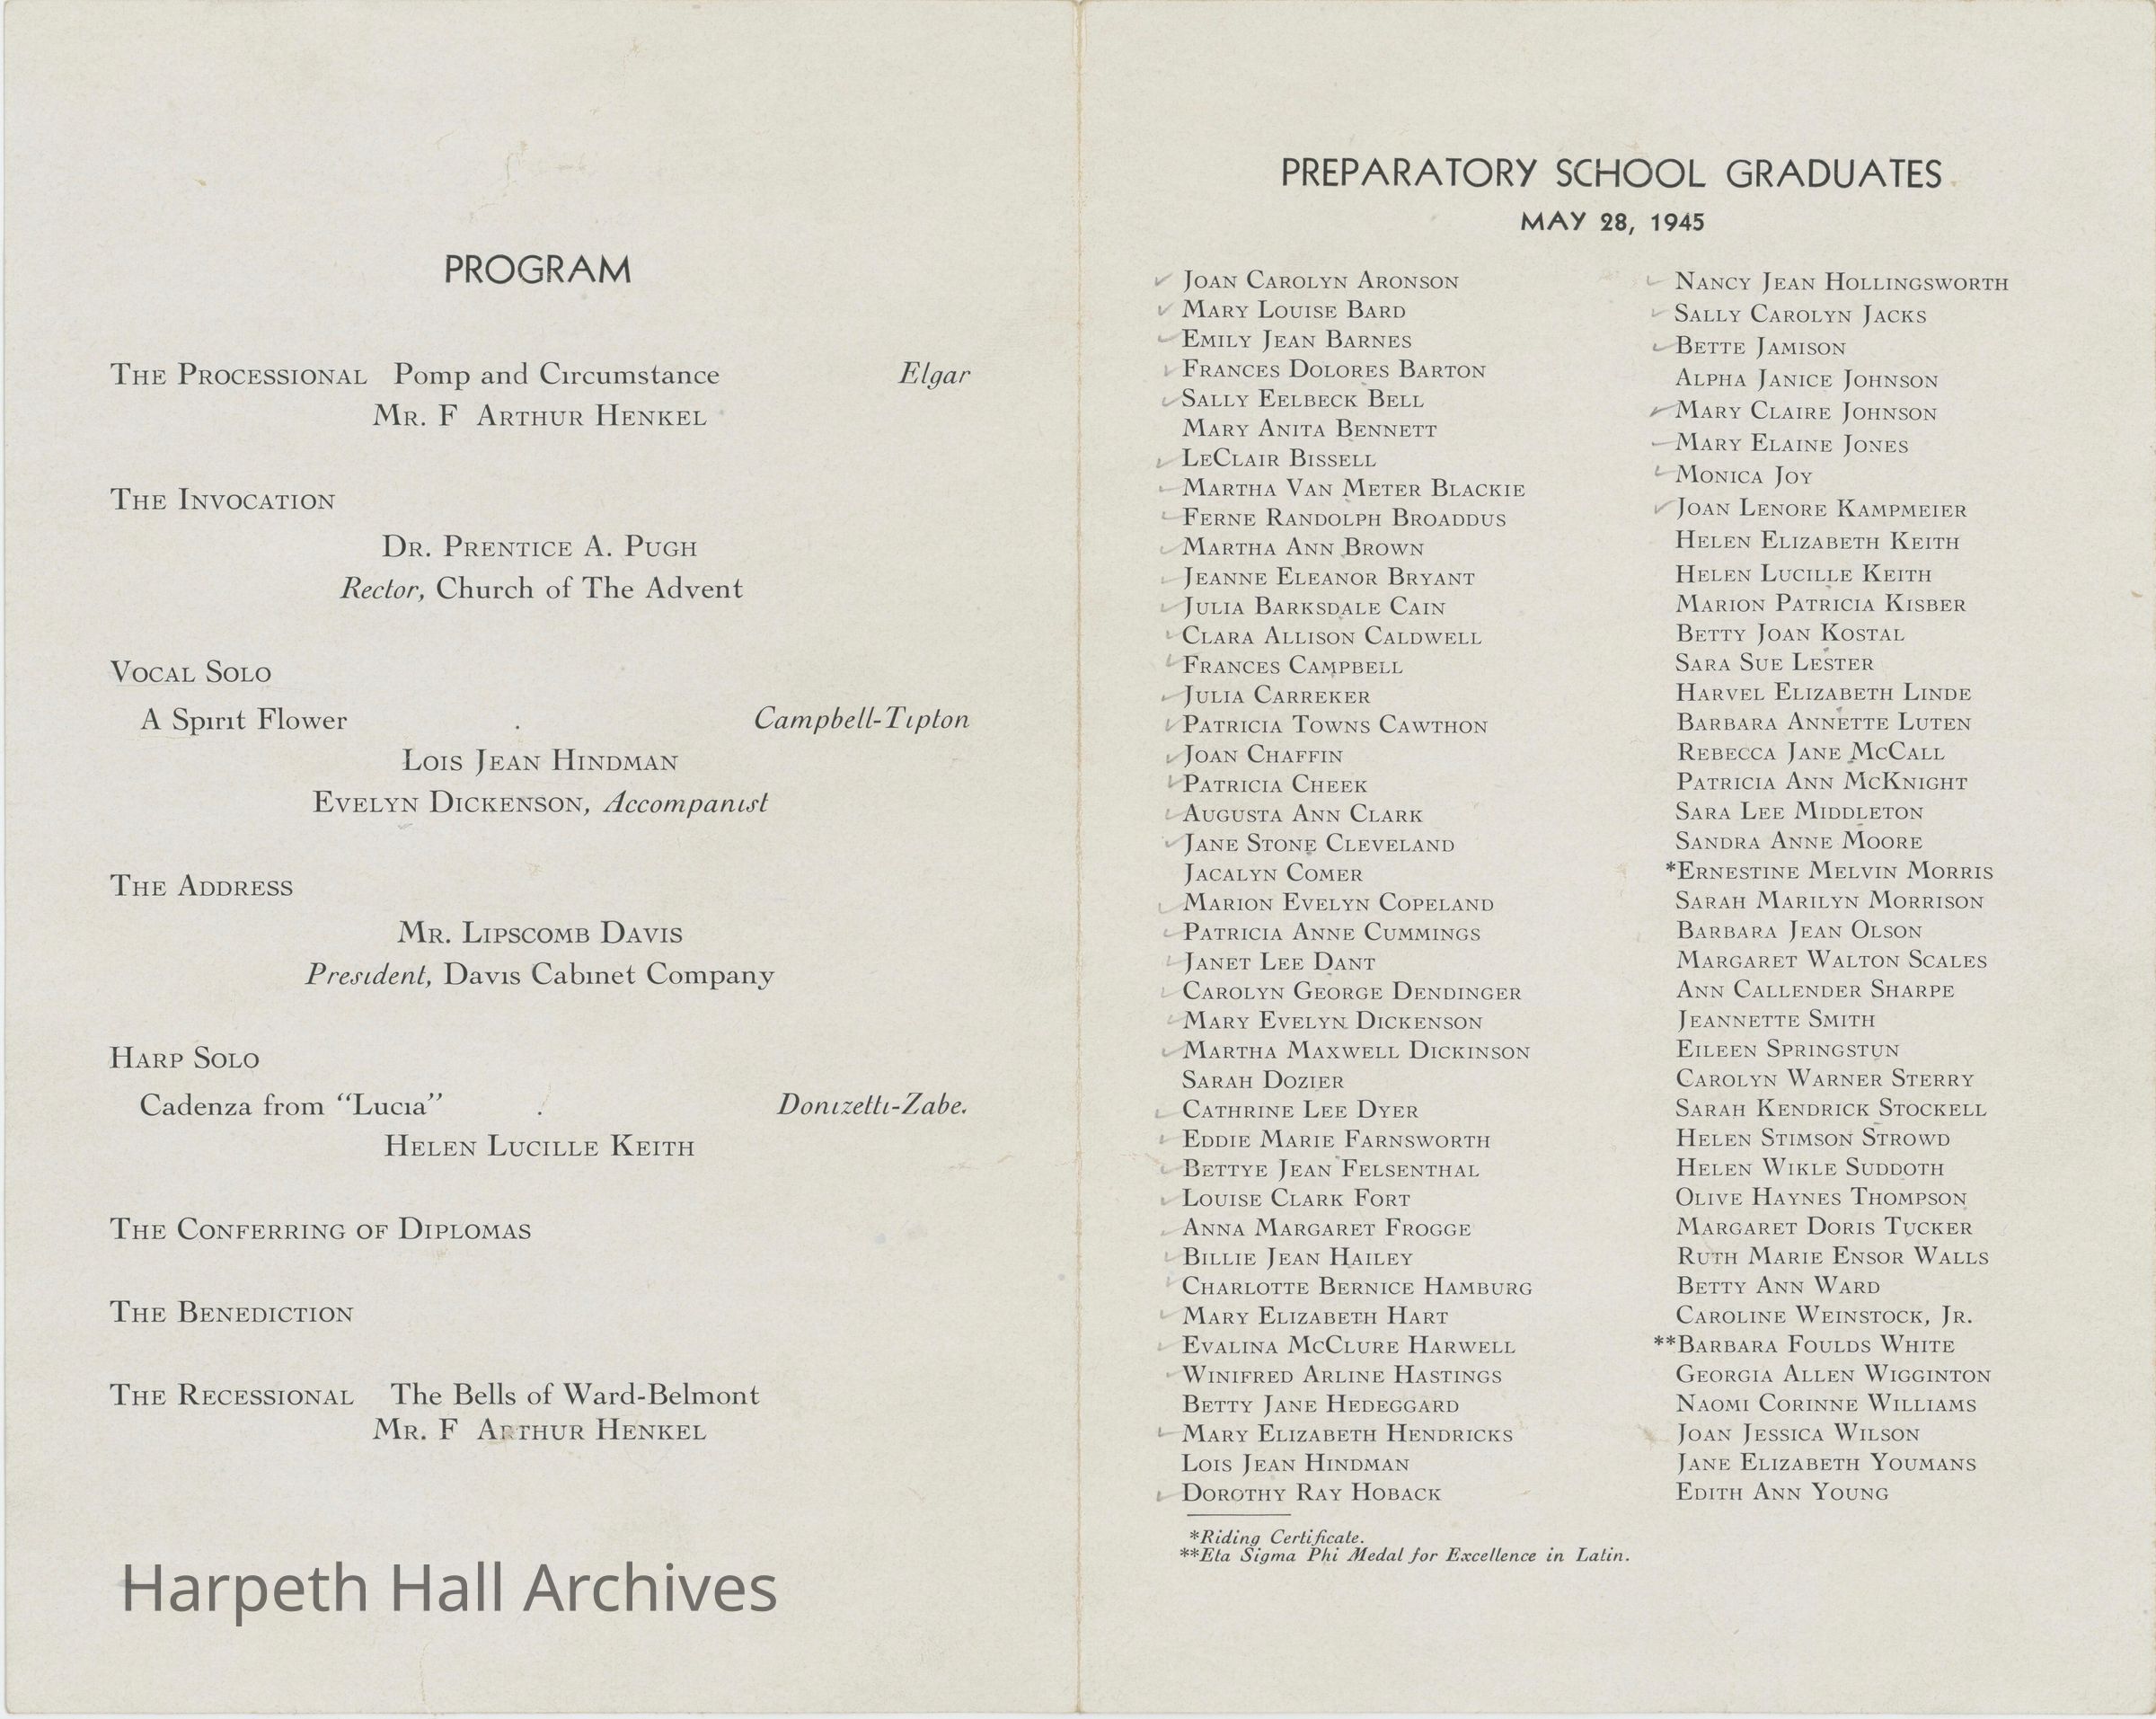 PROGRAM
THE PROCESSIONAL Pomp and Circumstance Elgar
MR. F ARTHUR HENKEL
THE INVOCATION
DR. PRENTICE A. PUGH
Rector, Church of The Advent
VOCAL SOLO
A Spirit Flower . Campbell-Tipton
LOIS JEAN HINDMAN
EVELYN DICKENSON, Accompanist
THE ADDRESS
MR. LIPSCOMB DAVIS
President, Davis Cabinet Company
HARP SOLO
Cadenza from “Lucia” . Donizetti-Zabe.
HELEN LUCILLE KEITH
THE CONFERRING OF DIPLOMAS
THE BENEDICTION
THE RECESSIONAL The Bells of Ward-Belmont
MR. F ARTHUR HENKEL
Harpeth Hall Archives
PREPARATORY SCHOOL GRADUATES
MAY 28, 1945
JOAN CAROLYN ARONSON
MARY LOUISE BARD
EMILY JEAN BARNES
FRANCES DOLORES BARTON
SALLY EELBECK BELL
MARY ANITA BENNETT
LECLAIR BISSELL
MARTHA VAN METER BLACKIE
FERNE RANDOLPH BROADDUS
MARTHA ANN BROWN
JEANNE ELEANOR BRYANT
JULIA BARKSDALE CAIN
CLARA ALLISON CALDWELL
FRANCES CAMPBELL
JULIA CARREKER
PATRICIA TOWNS CAWTHON
JOAN CHAFFIN
PATRICIA CHEEK
AUGUSTA ANN CLARK
JANE STONE CLEVELAND
JACALYN COMER
MARION EVELYN COPELAND
PATRICIA ANNE CUMMINGS
JANET LEE DANT
CAROLYN GEORGE DENDINGER
MARY EVELYN DICKENSON
MARTHA MAXWELL DICKINSON
SARAH DOZIER
CATHRINE LEE DYER
EDDIE MARIE FARNSWORTH
BETTYE JEAN FELSENTHAL
LOUISE CLARK FORT
ANNA MARGARET FROGGE
BILLIE JEAN HAILEY
CHARLOTTE BERNICE HAMBURG
MARY ELIZABETH HART
EVALINA MCCLURE HARWELL
WINIFRED ARLINE HASTINGS
BETTY JANE HEDEGGARD
MARY ELIZABETH HENDRICKS
LOIS JEAN HINDMAN
DOROTHY RAY HOBACK
NANCY JEAN HOLLINGSWORTH
SALLY CAROLYN JACKS
BETTE JAMISON
ALPHA JANICE JOHNSON
MARY CLAIRE JOHNSON
MARY ELAINE JONES
MONICA JOY
JOAN LENORE KAMPMEIER
HELEN ELIZABETH KEITH
HELEN LUCILLE KEITH
MARION PATRICIA KISBER
BETTY JOAN KOSTAL
SARA SUE LESTER
HARVEL ELIZABETH LINDE
BARBARA ANNETTE LUTEN
REBECCA JANE MCCALL
PATRICIA ANN MCKNIGHT
SARA LEE MIDDLETON
SANDRA ANNE MOORE
*ERNESTINE MELVIN MORRIS
SARAH MARILYN MORRISON
BARBARA JEAN OLSON
MARGARET WALTON SCALES
ANN CALLENDER SHARPE
JEANNETTE SMITH
EILEEN SPRINGSTUN
CAROLYN WARNER STERRY
SARAH KENDRICK STOCKELL
HELEN STIMSON STROWD
HELEN WIKLE SUDDOTH
OLIVE HAYNES THOMPSON
MARGARET DORIS TUCKER
RUTH MARIE ENSOR WALLS
BETTY ANN WARD
CAROLINE WEINSTOCK, JR.
**BARBARA FOULDS WHITE
GEORGIA ALLEN WIGGINTON
NAOMI CORINNE WILLIAMS
JOAN JESSICA WILSON
JANE ELIZABETH YOUMANS
EDITH ANN YOUNG
*Riding Certificate.
**Eta Sigma Phi Medal for Excellence in Latin.